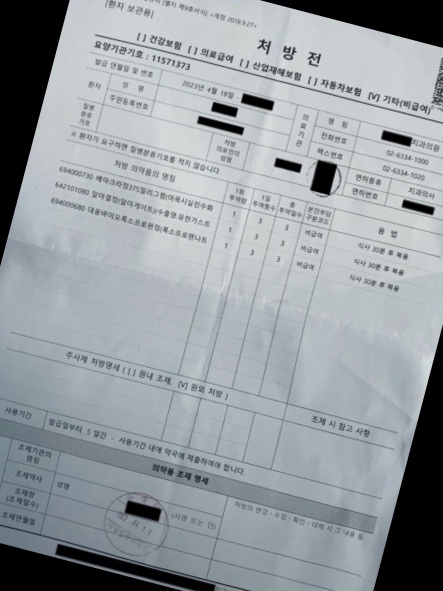 [별지 제9호서식] <개정 2018.9.27>
[환자 보관용]
처 방 전
[ ] 건강보험 [ ] 의료급여 [ ] 산업재해보험 [ ] 자동차보험 [V] 기타(비급여)
요양기관기호 : 11571373
발급 연월일 및 번호 2023년 4월 18일
환자 성 명
주민등록번호
의료기관 명 칭 치과의원
전화번호 02-6334-1000
팩스번호 02-6334-1020
질병분류기호
처방의료인의 성명
면허종류 치과의사
면허번호
※ 환자가 요구하면 질병분류기호를 적지 않습니다.
처방 의약품의 명칭 1회 투약량 1일 투여횟수 총 투약일수 본인부담 구분코드 용 법
694000730 베아크라정375밀리그램(아목시실린수화 1 3 3 비급여 식사 30분 후 복용
642101080 알마겔정(알마게이트)(수출명:유한가스트 1 3 3 비급여 식사 30분 후 복용
694000680 대웅바이오록소프로펜정(록소프로펜나트 1 3 3 비급여 식사 30분 후 복용
주사제 처방명세 ( [ ] 원내 조제, [V] 원외 처방 )
조제 시 참고 사항
사용기간 발급일부터 5 일간 - 사용기간 내에 약국에 제출하여야 합니다.
의약품 조제 명세
조제기관의 명칭
조제약사 성명 (서명 또는 인)
처방의 변경ㆍ수정ㆍ확인ㆍ대체 시 그 내용 등
조제량 (조제일수)
조제연월일